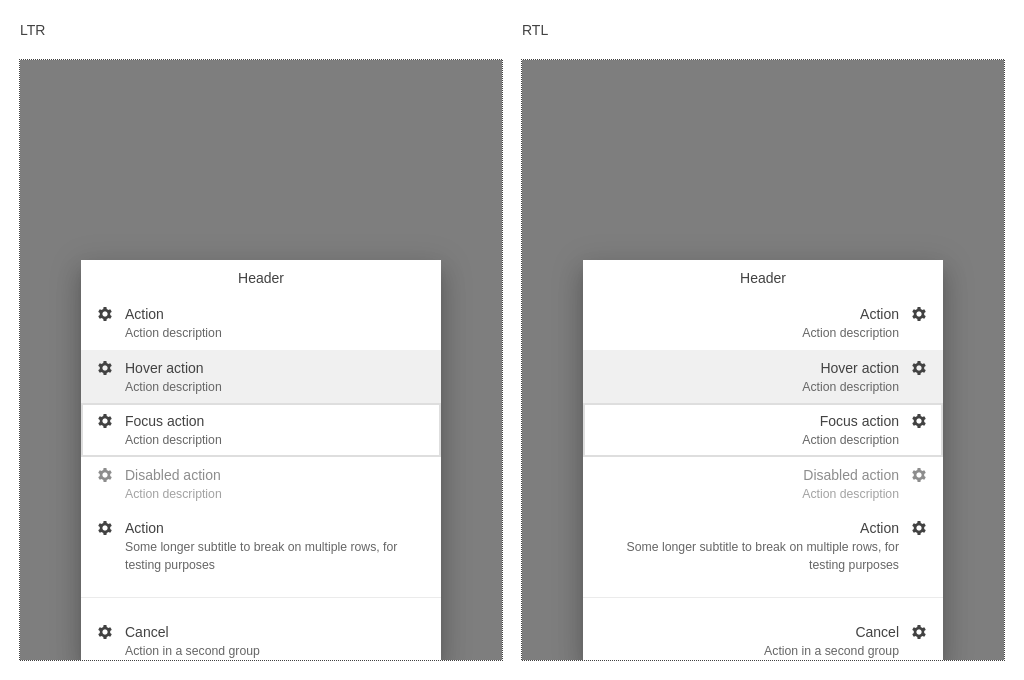 LTR
Header
Action
Action description
Hover action
Action description
Focus action
Action description
Disabled action
Action description
Action
Some longer subtitle to break on multiple rows, for
testing purposes
Cancel
Action in a second group
RTL
Header
Action
Action description
Hover action
Action description
Focus action
Action description
Disabled action
Action description
Action
Some longer subtitle to break on multiple rows, for
testing purposes
Cancel
Action in a second group